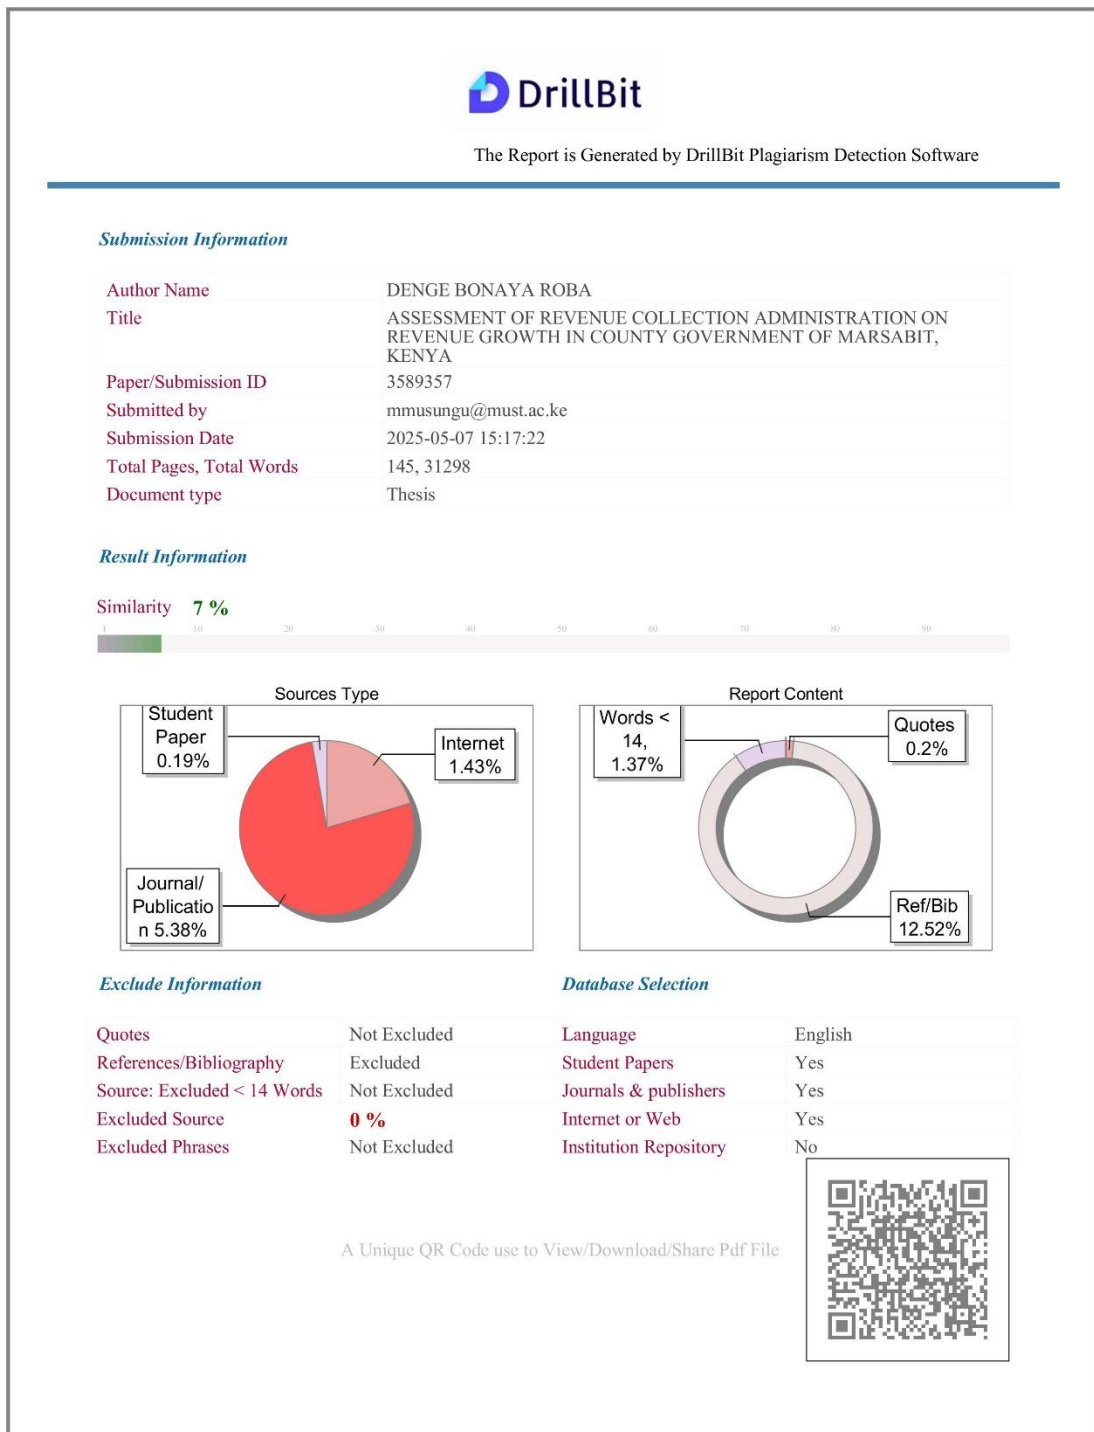 DrillBit
The Report is Generated by DrillBit Plagiarism Detection Software
Submission Information
Author Name DENGE BONAYA ROBA
Title ASSESSMENT OF REVENUE COLLECTION ADMINISTRATION ON
REVENUE GROWTH IN COUNTY GOVERNMENT OF MARSABIT,
KENYA
Paper/Submission ID 3589357
Submitted by mmusungu@must.ac.ke
Submission Date 2025-05-07 15:17:22
Total Pages, Total Words 145, 31298
Document type Thesis
Result Information
Similarity 7 %
1 10 20 30 40 50 60 70 80 90
Sources Type
Student
Paper
0.19%
Internet
1.43%
Journal/
Publicatio
n 5.38%
Report Content
Words <
14,
1.37%
Quotes
0.2%
Ref/Bib
12.52%
Exclude Information
Quotes Not Excluded
References/Bibliography Excluded
Source: Excluded < 14 Words Not Excluded
Excluded Source 0 %
Excluded Phrases Not Excluded
Database Selection
Language English
Student Papers Yes
Journals & publishers Yes
Internet or Web Yes
Institution Repository No
A Unique QR Code use to View/Download/Share Pdf File